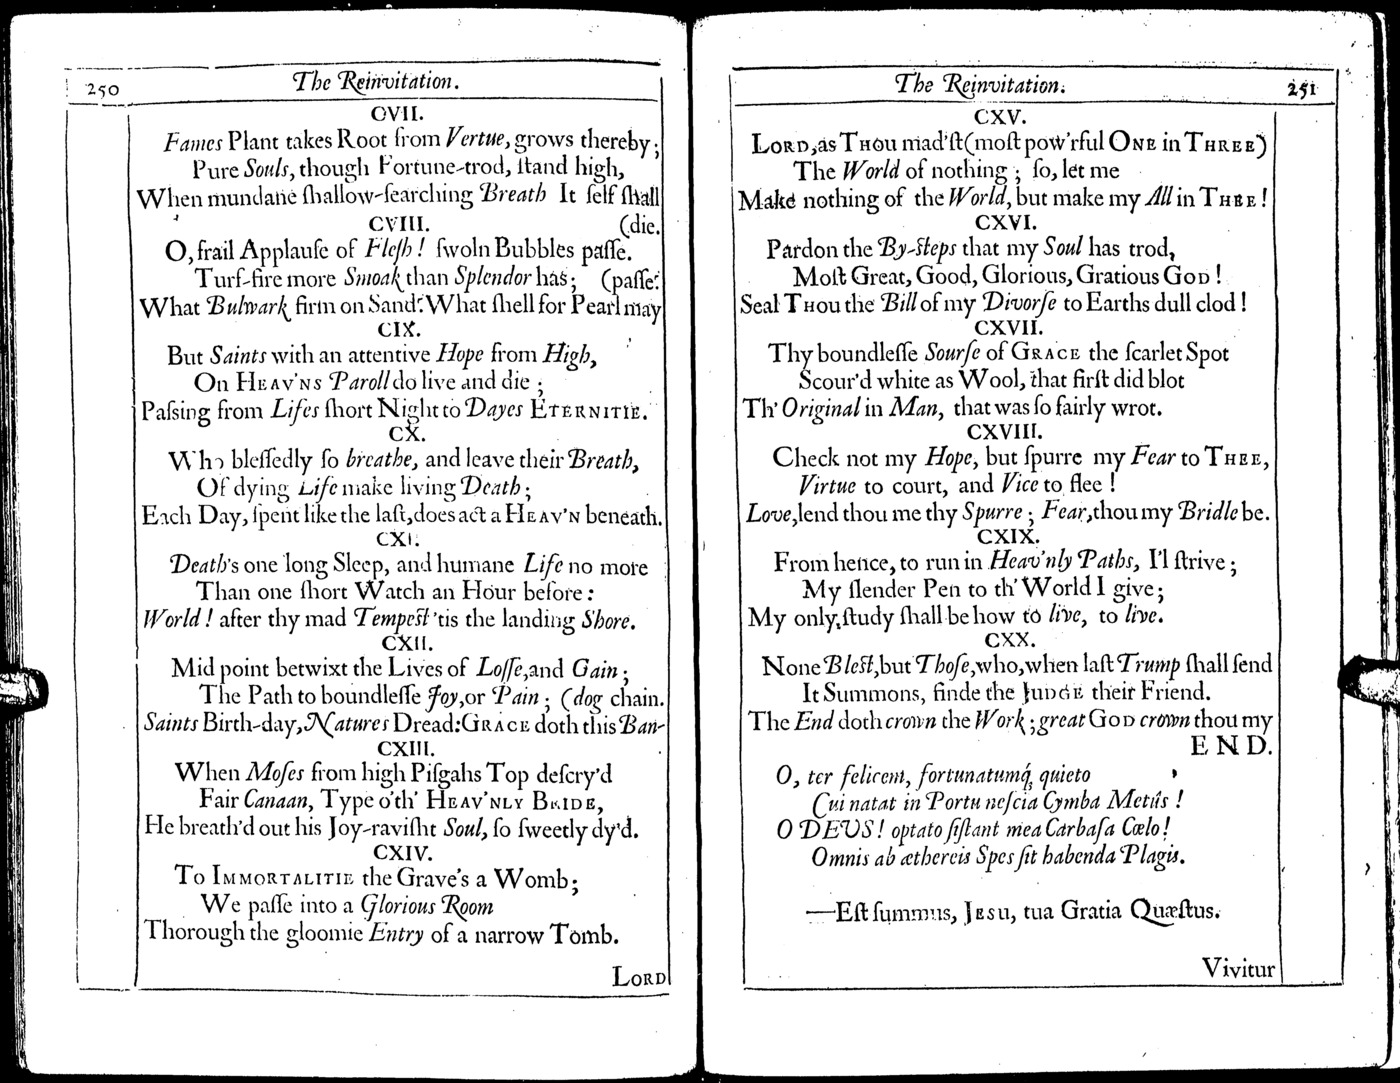 250 The Reinvitation.
CVII.
Fames Plant takes Root from Vertue, grows thereby;
Pure Souls, though Fortune-trod, ſtand high,
When mundane ſhallow-ſearching Breath It ſelf ſhall
CVIII. (die.
O, frail Applauſe of Fleſh! ſwoln Bubbles paſſe.
Turf-fire more Smoak than Splendor has; (paſſe?
What Bulwark firm on Sand? What ſhell for Pearl may
CIX.
But Saints with an attentive Hope from High,
On HEAV'NS Paroll do live and die;
Paſsing from Lifes ſhort Night to Dayes ETERNITIE.
CX.
Who bleſſedly ſo breathe, and leave their Breath,
Of dying Life make living Death;
Each Day, ſpent like the laſt, does act a HEAV'N beneath.
CXI.
Death's one long Sleep, and humane Life no more
Than one ſhort Watch an Hour before:
World! after thy mad Tempeſt 'tis the landing Shore.
CXII.
Mid point betwixt the Lives of Loſſe, and Gain;
The Path to boundleſſe Joy, or Pain; (dog chain.
Saints Birth-day, Natures Dread: GRACE doth this Ban-
CXIII.
When Moſes from high Piſgahs Top deſcry'd
Fair Canaan, Type o'th' HEAV'NLY BRIDE,
He breath'd out his Joy-raviſht Soul, ſo ſweetly dy'd.
CXIV.
To IMMORTALITIE the Grave's a Womb;
We paſſe into a Glorious Room
Thorough the gloomie Entry of a narrow Tomb.
LORD
The Reinvitation. 251
CXV.
LORD, as THOU mad'ſt (moſt pow'rful ONE in THREE)
The World of nothing; ſo, let me
Make nothing of the World, but make my All in THEE!
CXVI.
Pardon the By-ſteps that my Soul has trod,
Moſt Great, Good, Glorious, Gratious GOD!
Seal THOU the Bill of my Divorſe to Earths dull clod!
CXVII.
Thy boundleſſe Sourſe of GRACE the ſcarlet Spot
Scour'd white as Wool, that firſt did blot
Th' Original in Man, that was ſo fairly wrot.
CXVIII.
Check not my Hope, but ſpurre my Fear to THEE,
Virtue to court, and Vice to flee!
Love, lend thou me thy Spurre; Fear, thou my Bridle be.
CXIX.
From hence, to run in Heav'nly Paths, I'l ſtrive;
My ſlender Pen to th' World I give;
My only ſtudy ſhall be how to live, to live.
CXX.
None Bleſt, but Thoſe, who, when laſt Trump ſhall ſend
It Summons, finde the JUDGE their Friend.
The End doth crown the Work; great GOD crown thou my
END.
O, ter felicem, fortunatumq́; quieto
Cui natat in Portu neſcia Cymba Metûs!
O DEUS! optato ſiſtant mea Carbaſa Cœlo!
Omnis ab æthereis Spes ſit habenda Plagis.
—Eſt ſummus, JESU, tua Gratia Quæſtus.
Vivitur